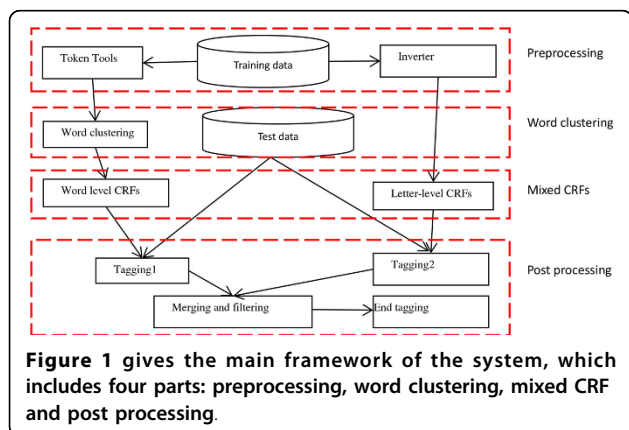 Token Tools
Training data
Inverter
Preprocessing
Word clustering
Test data
Word clustering
Word level CRFs
Letter-level CRFs
Mixed CRFs
Tagging1
Tagging2
Post processing
Merging and filtering
End tagging
Figure 1 gives the main framework of the system, which
includes four parts: preprocessing, word clustering, mixed CRF
and post processing.